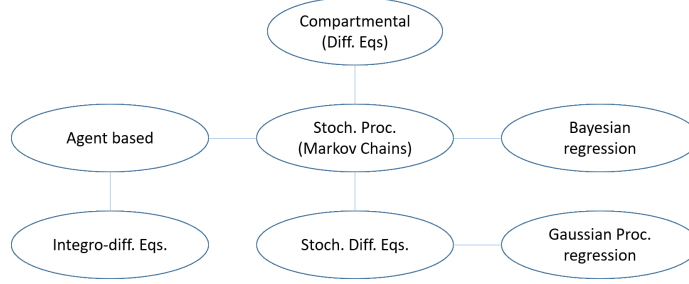 Compartmental
(Diff. Eqs)
Agent based
Stoch. Proc.
(Markov Chains)
Bayesian
regression
Integro-diff. Eqs.
Stoch. Diff. Eqs.
Gaussian Proc.
regression